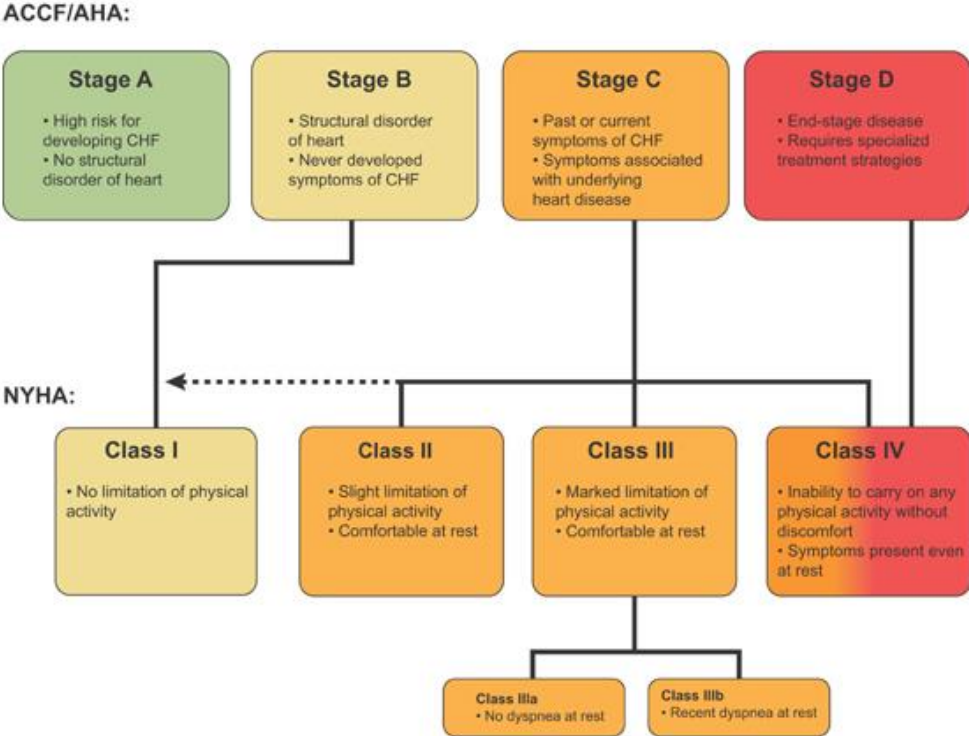 ACCF/AHA:
Stage A
• High risk for
developing CHF
• No structural
disorder of heart
Stage B
• Structural disorder
of heart
• Never developed
symptoms of CHF
Stage C
• Past or current
symptoms of CHF
• Symptoms associated
with underlying
heart disease
Stage D
• End-stage disease
• Requires specializd
treatment strategies
NYHA:
Class I
• No limitation of physical
activity
Class II
• Slight limitation of
physical activity
• Comfortable at rest
Class III
• Marked limitation of
physical activity
• Comfortable at rest
Class IV
• Inability to carry on any
physical activity without
discomfort
• Symptoms present even
at rest
Class IIIa
• No dyspnea at rest
Class IIIb
• Recent dyspnea at rest